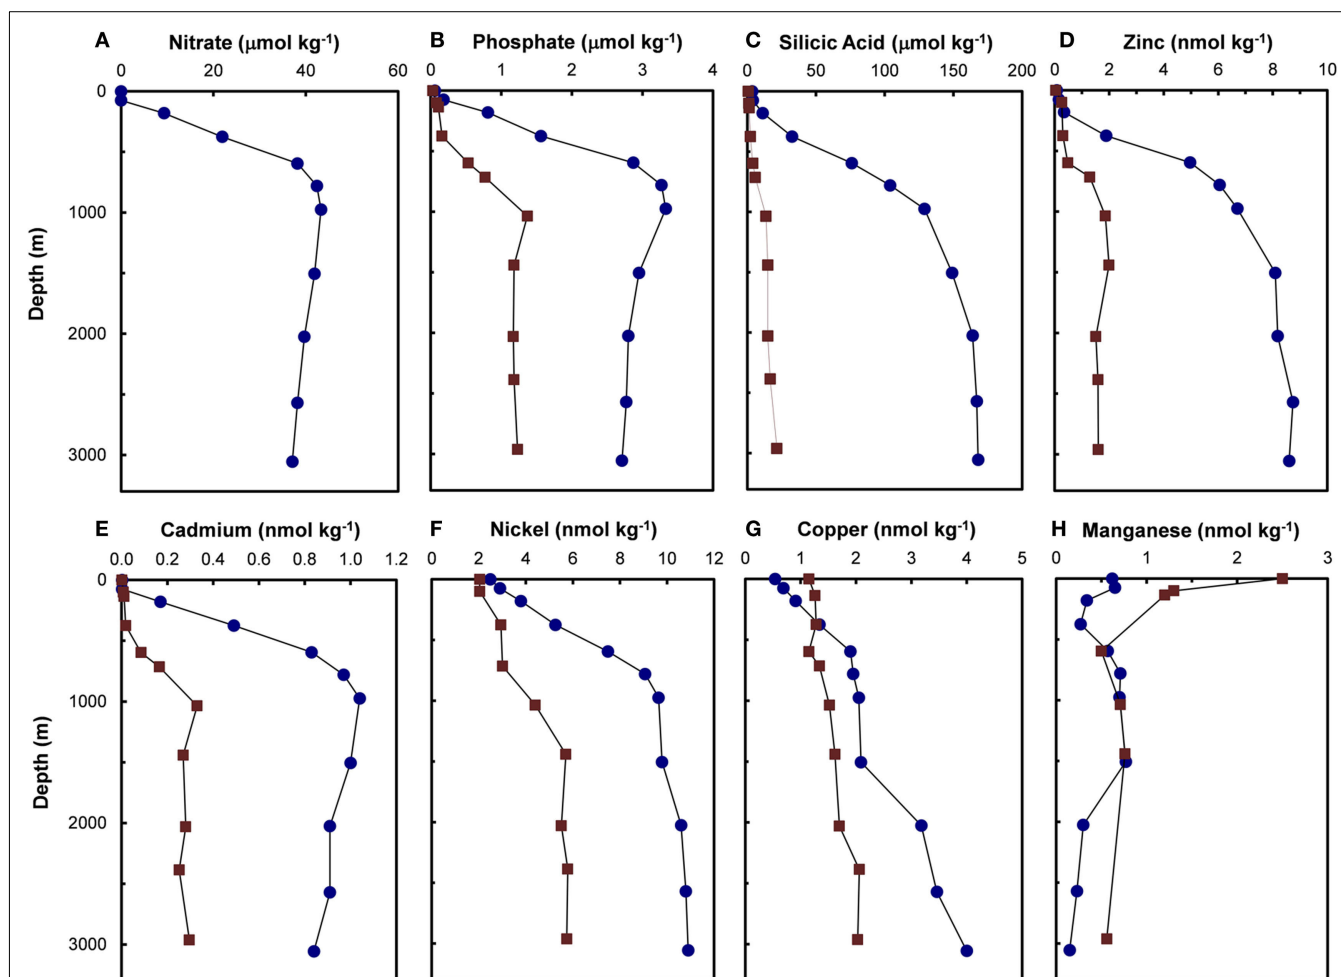 A Nitrate (μmol kg⁻¹) B Phosphate (μmol kg⁻¹) C Silicic Acid (μmol kg⁻¹) D Zinc (nmol kg⁻¹)
0 20 40 60 0 1 2 3 4 0 50 100 150 200 0 2 4 6 8 10
0
1000
2000
3000
Depth (m)
E Cadmium (nmol kg⁻¹) F Nickel (nmol kg⁻¹) G Copper (nmol kg⁻¹) H Manganese (nmol kg⁻¹)
0.0 0.2 0.4 0.6 0.8 1.0 1.2 0 2 4 6 8 10 12 0 1 2 3 4 5 0 1 2 3
0
1000
2000
3000
Depth (m)